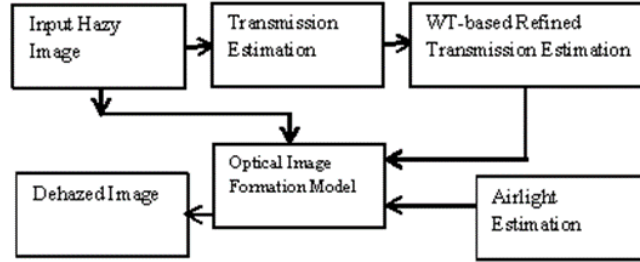 Input Hazy
Image
Transmission
Estimation
WT-based Refined
Transmission Estimation
Optical Image
Formation Model
Dehazed Image
Airlight
Estimation